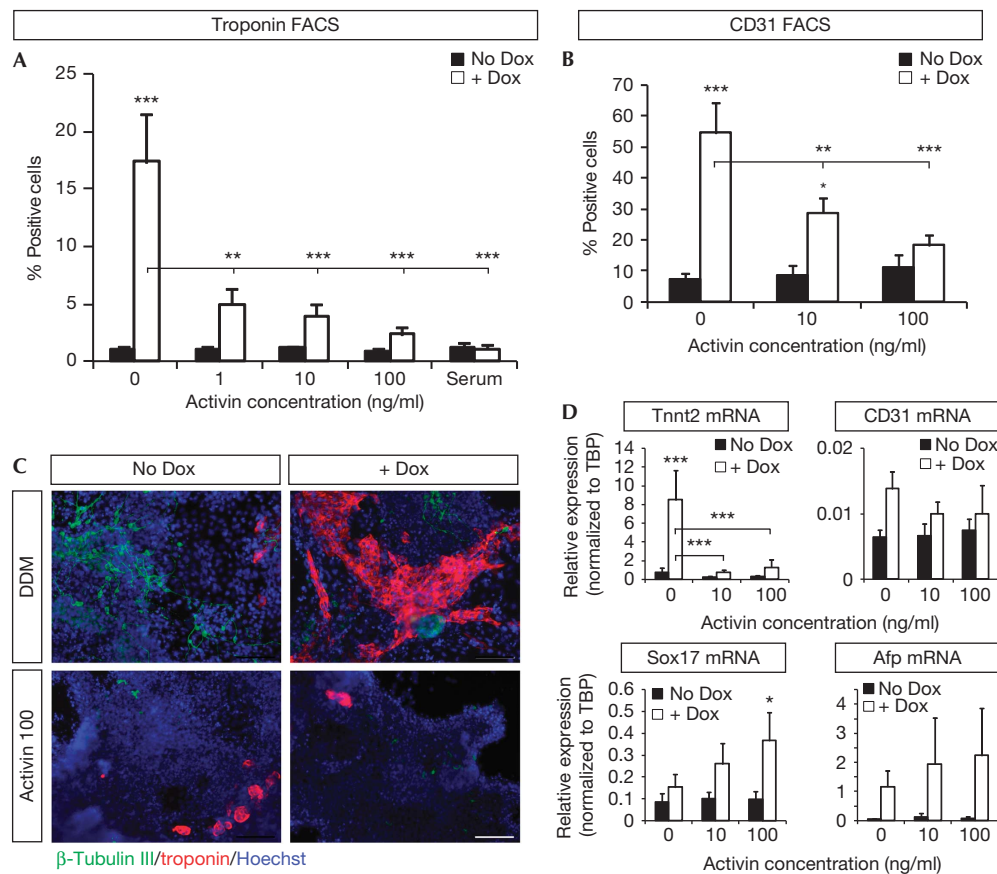 Troponin FACS
A
No Dox
+ Dox
% Positive cells
25
20
15
10
5
0
***
** *** *** ***
0 1 10 100 Serum
Activin concentration (ng/ml)
CD31 FACS
B
No Dox
+ Dox
% Positive cells
70
60
50
40
30
20
10
0
***
** ***
*
0 10 100
Activin concentration (ng/ml)
C
No Dox + Dox
DDM
Activin 100
β-Tubulin III/troponin/Hoechst
D
Relative expression
(normalized to TBP)
Tnnt2 mRNA
No Dox
+ Dox
14
12
10
8
6
4
2
0
***
***
***
0 10 100
CD31 mRNA
No Dox
+ Dox
0.02
0.01
0
0 10 100
Activin concentration (ng/ml)
Relative expression
(normalized to TBP)
Sox17 mRNA
No Dox
+ Dox
0.6
0.5
0.4
0.3
0.2
0.1
0
*
0 10 100
Afp mRNA
No Dox
+ Dox
4
3
2
1
0
0 10 100
Activin concentration (ng/ml)